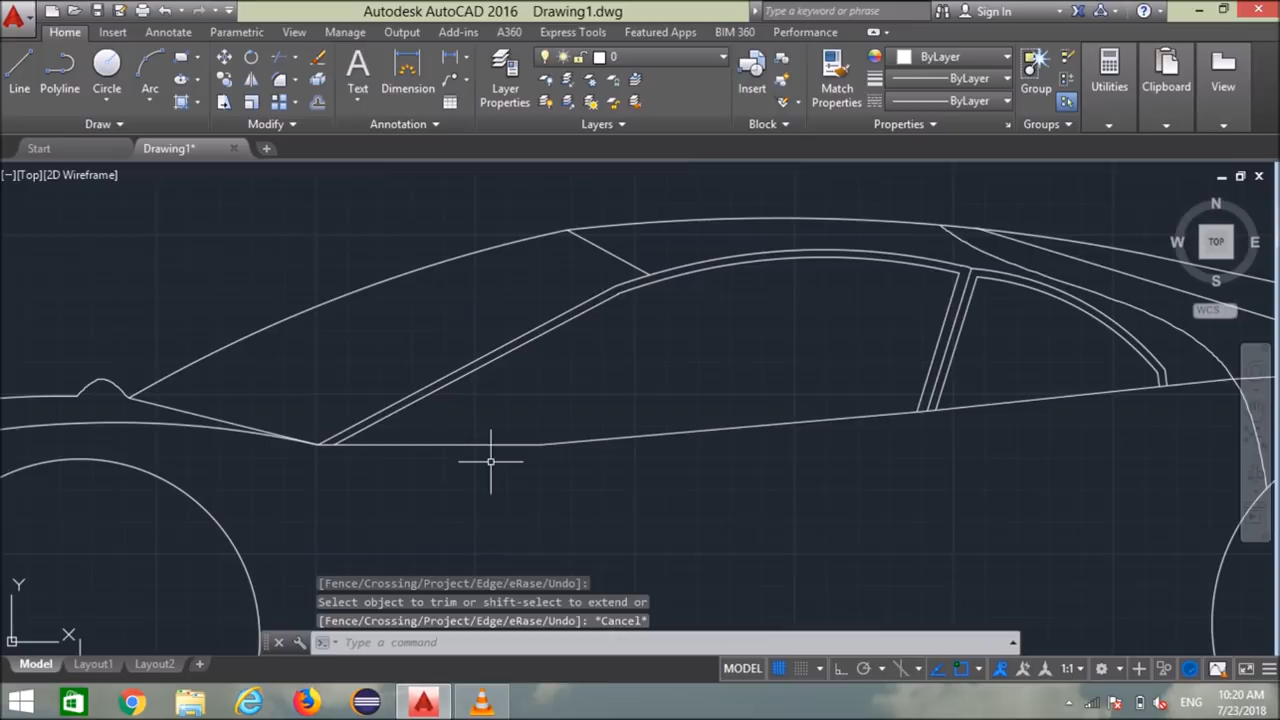 Autodesk AutoCAD 2016 Drawing1.dwg
Type a keyword or phrase
Sign In
Home Insert Annotate Parametric View Manage Output Add-ins A360 Express Tools Featured Apps BIM 360 Performance
0
ByLayer
ByLayer
ByLayer
Line Polyline Circle Arc
Text Dimension
Layer
Properties
Insert
Match
Properties
Group
Utilities
Clipboard
View
Draw Modify Annotation Layers Block Properties Groups
Start Drawing1*
[−][Top][2D Wireframe]
N
W TOP E
S
WCS
Y
X
[Fence/Crossing/Project/Edge/eRase/Undo]:
Select object to trim or shift-select to extend or
[Fence/Crossing/Project/Edge/eRase/Undo]: *Cancel*
Type a command
Model Layout1 Layout2
MODEL
1:1
ENG
10:20 AM
7/23/2018